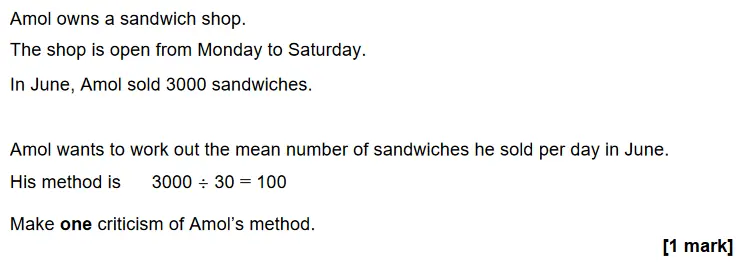 Amol owns a sandwich shop.
The shop is open from Monday to Saturday.
In June, Amol sold 3000 sandwiches.
Amol wants to work out the mean number of sandwiches he sold per day in June.
His method is 3000 ÷ 30 = 100
Make one criticism of Amol's method.
[1 mark]